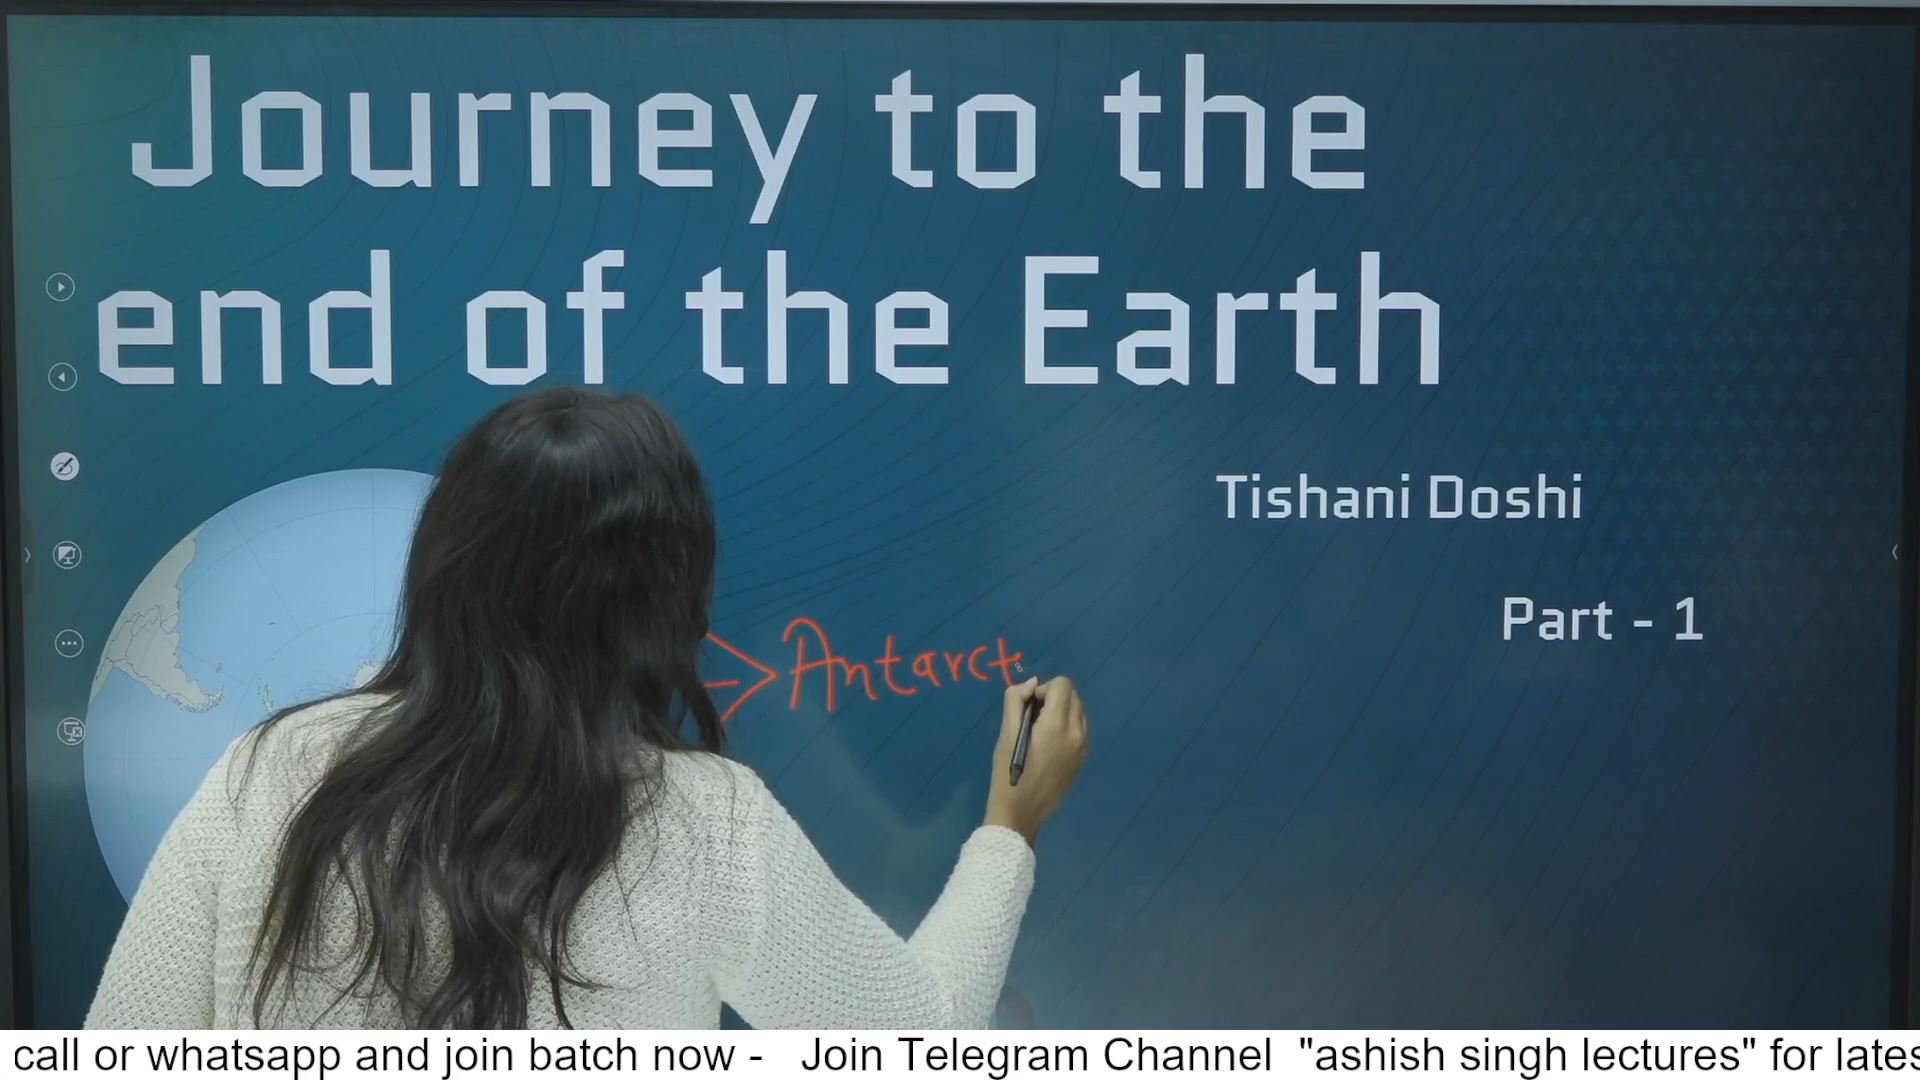 Journey to the
end of the Earth
Tishani Doshi
Antarct
Part - 1
call or whatsapp and join batch now - Join Telegram Channel "ashish singh lectures" for lates